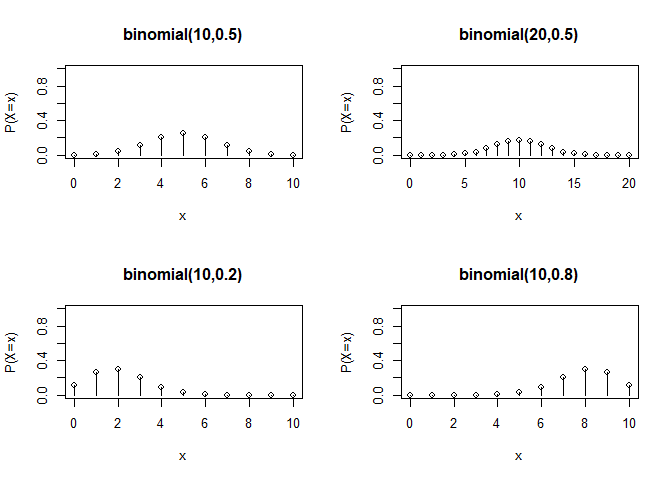 binomial(10,0.5)
P(X=x)
0.0 0.4 0.8
0 2 4 6 8 10
x
binomial(20,0.5)
P(X=x)
0.0 0.4 0.8
0 5 10 15 20
x
binomial(10,0.2)
P(X=x)
0.0 0.4 0.8
0 2 4 6 8 10
x
binomial(10,0.8)
P(X=x)
0.0 0.4 0.8
0 2 4 6 8 10
x